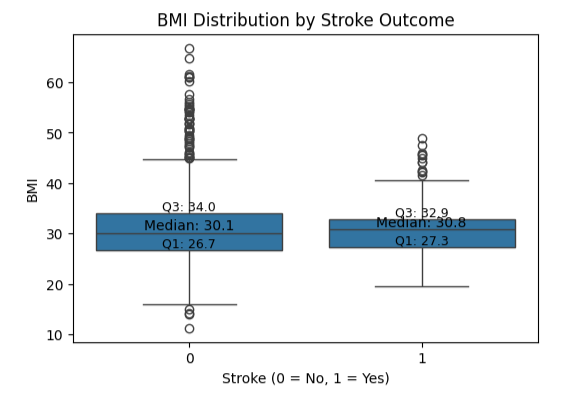 BMI Distribution by Stroke Outcome
BMI
60
50
40
30
20
10
Q3: 34.0
Median: 30.1
Q1: 26.7
Q3: 32.9
Median: 30.8
Q1: 27.3
0
1
Stroke (0 = No, 1 = Yes)